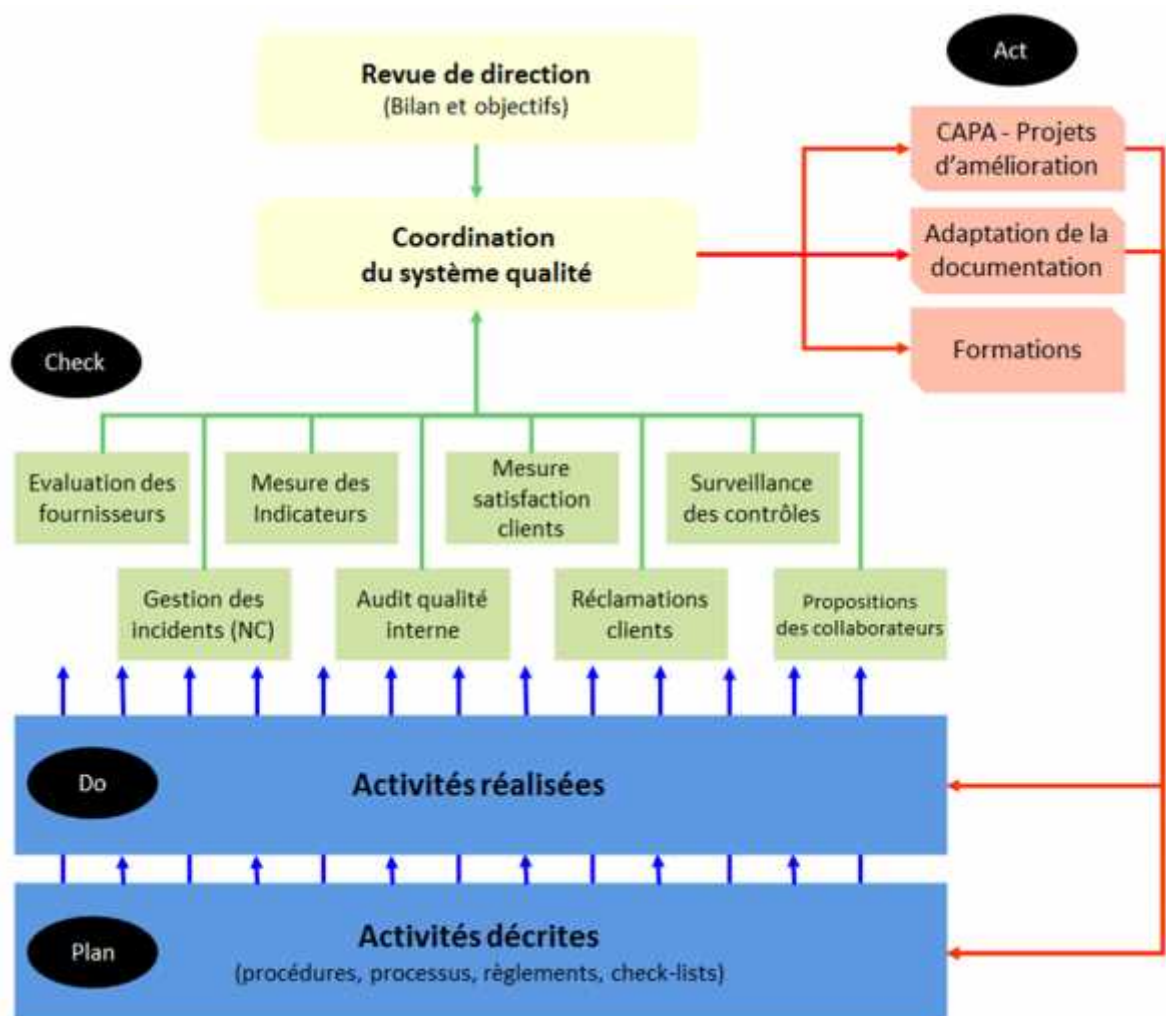 Act
Revue de direction
(Bilan et objectifs)
CAPA - Projets
d'amélioration
Coordination
du système qualité
Adaptation de la
documentation
Formations
Check
Evaluation des
fournisseurs
Mesure des
Indicateurs
Mesure
satisfaction
clients
Surveillance
des contrôles
Gestion des
incidents (NC)
Audit qualité
interne
Réclamations
clients
Propositions
des collaborateurs
Do
Activités réalisées
Plan
Activités décrites
(procédures, processus, règlements, check-lists)